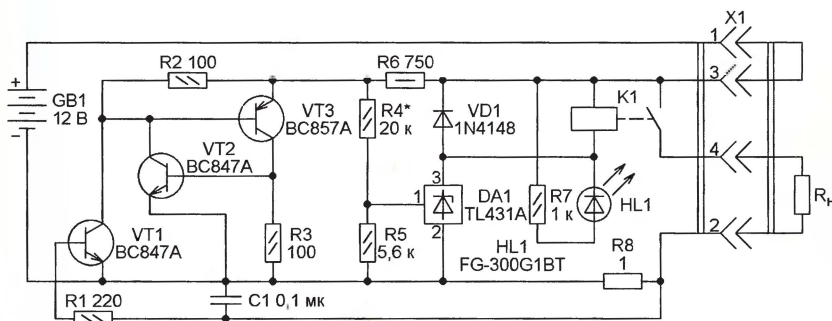 X1
1
R2 100
R6 750
3
+
GB1
12 В
-
VT3
BC857A
R4*
20 к
VD1
1N4148
K1
VT2
BC847A
4
3
1
DA1
TL431A
2
R7
1 к
HL1
Rн
VT1
BC847A
R3
100
R5
5,6 к
HL1
FG-300G1BT
R8
1
2
R1 220
C1 0,1 мк